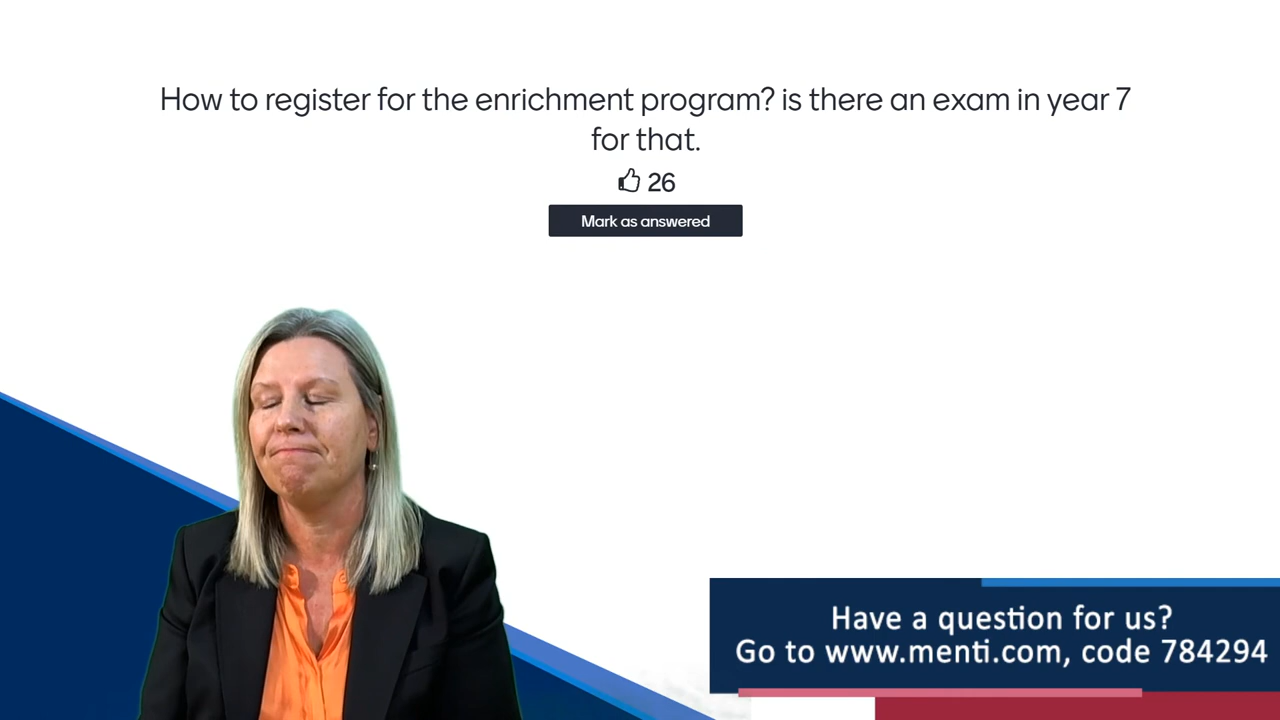 How to register for the enrichment program? is there an exam in year 7
for that.
26
Mark as answered
Have a question for us?
Go to www.menti.com, code 784294